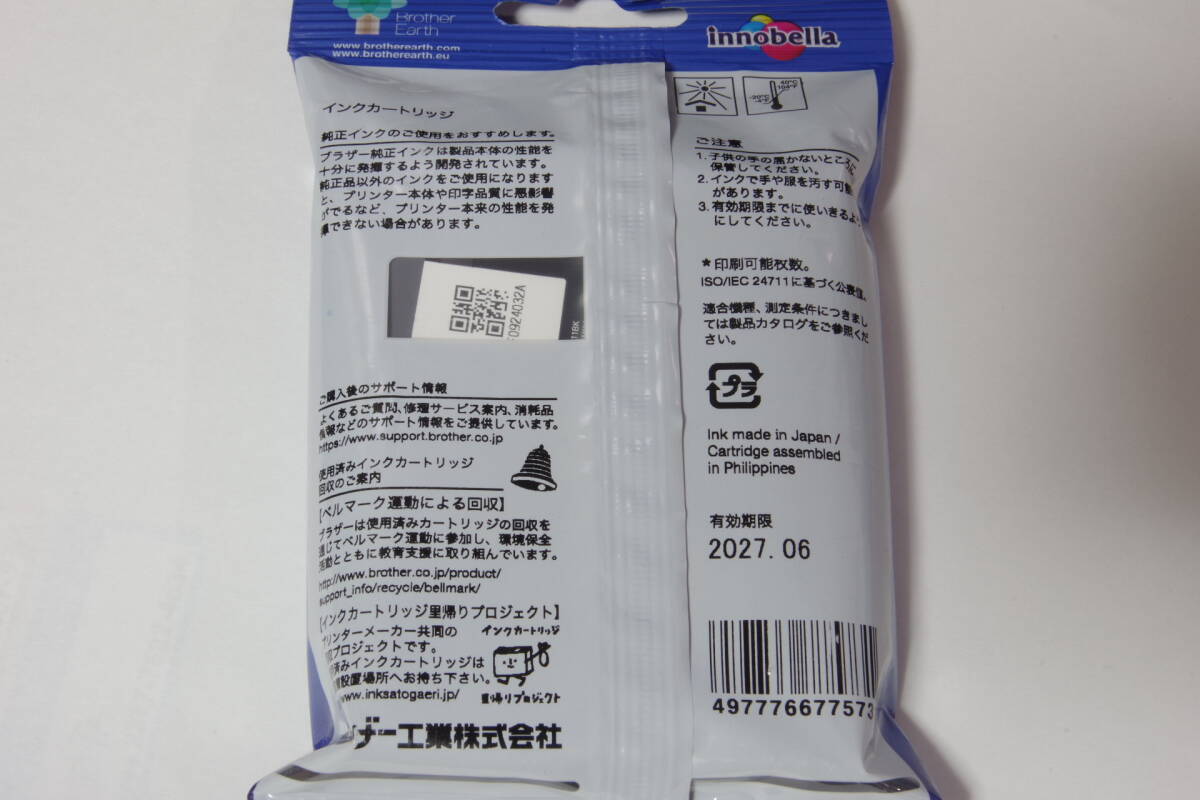 Brother
Earth
www.brotherearth.com
www.brotherearth.eu
innobella
インクカートリッジ
純正インクのご使用をおすすめします。
ブラザー純正インクは製品本体の性能を
十分に発揮するよう開発されています。
純正品以外のインクをご使用になります
と、プリンター本体や印字品質に悪影響
がでるなど、プリンター本来の性能を発
揮できない場合があります。
0924032A
11BK
ご購入後のサポート情報
よくあるご質問、修理サービス案内、消耗品
情報などのサポート情報をご提供しています。
https://www.support.brother.co.jp
使用済みインクカートリッジ
回収のご案内
【ベルマーク運動による回収】
ブラザーは使用済みカートリッジの回収を
通じてベルマーク運動に参加し、環境保全
活動とともに教育支援に取り組んでいます。
http://www.brother.co.jp/product/
support_info/recycle/bellmark/
【インクカートリッジ里帰りプロジェクト】
プリンターメーカー共同の
プロジェクトです。
済みインクカートリッジは
設置場所へお持ち下さい。
www.inksatogaeri.jp/
インクカートリッジ
里帰りプロジェクト
ザー工業株式会社
40°C
104°F
-20°C
-4°F
ご注意
1. 子供の手の届かないところに
保管してください。
2. インクで手や服を汚す可能
があります。
3. 有効期限までに使いきるよう
にしてください。
*印刷可能枚数。
ISO/IEC 24711に基づく公表値。
適合機種、測定条件につきまし
ては製品カタログをご参照くだ
さい。
プラ
Ink made in Japan /
Cartridge assembled
in Philippines
有効期限
2027. 06
497776677573